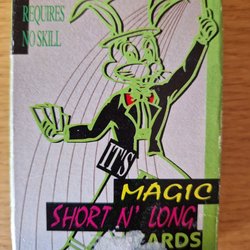 REQUIRES
NO SKILL
IT'S
MAGIC
SHORT N' LONG
ARDS